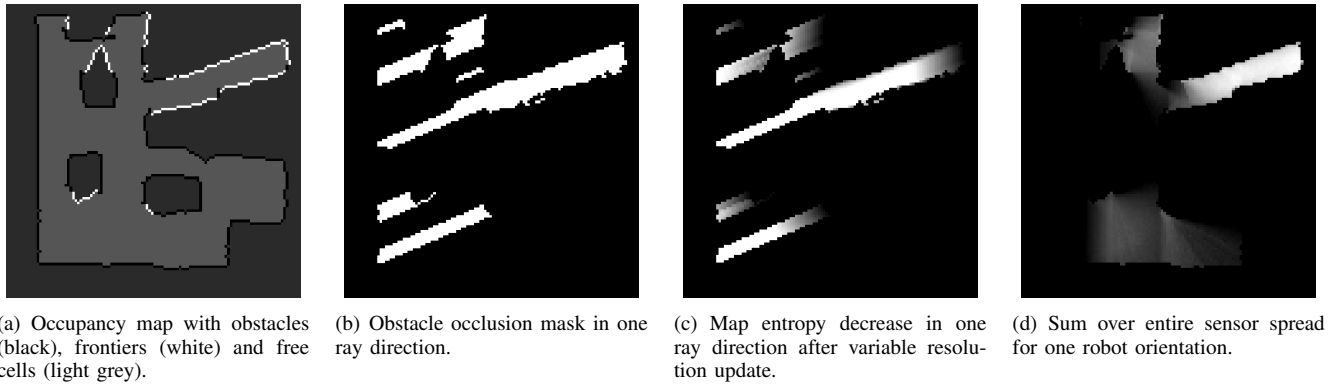 (a) Occupancy map with obstacles
(black), frontiers (white) and free
cells (light grey).
(b) Obstacle occlusion mask in one
ray direction.
(c) Map entropy decrease in one
ray direction after variable resolu-
tion update.
(d) Sum over entire sensor spread
for one robot orientation.